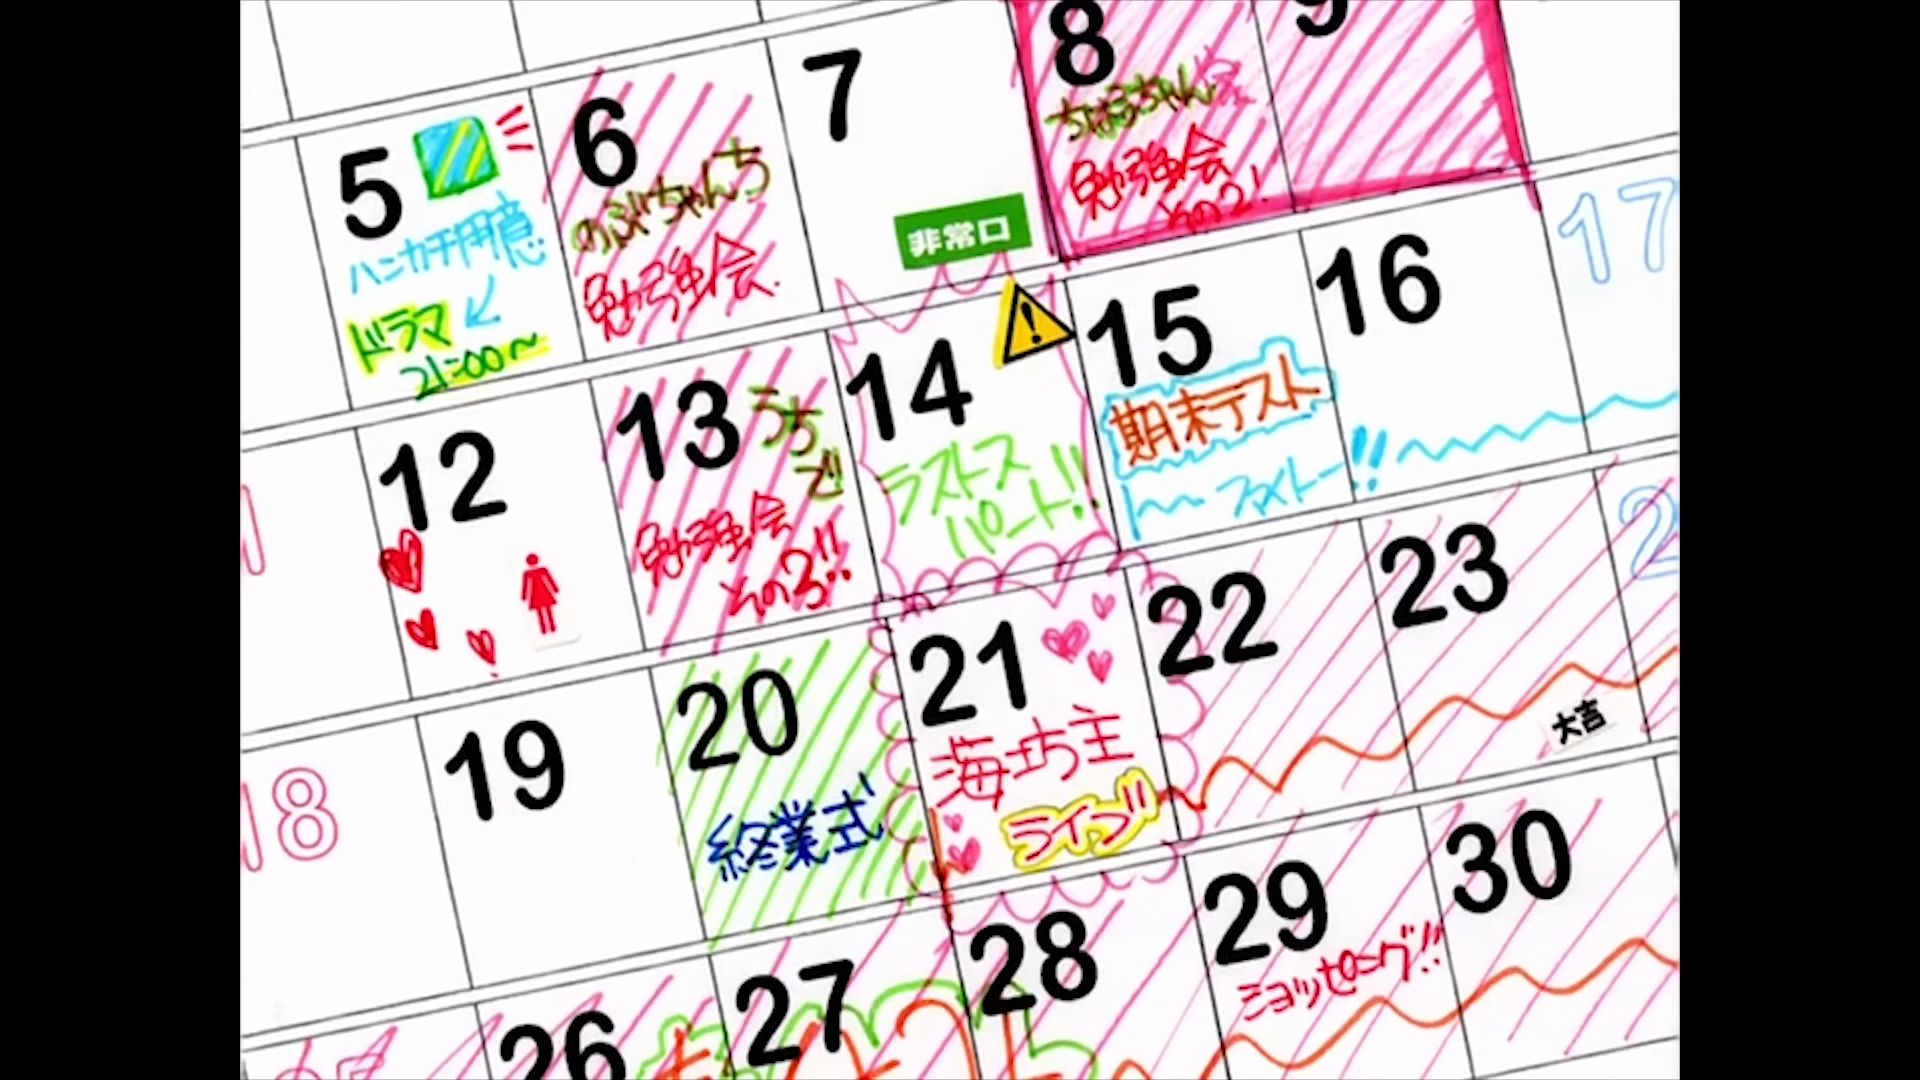 5
ハンカチ用意
ドラマ
21:00～
6
のぶちゃんち
勉強会.
7
非常口
8
ちほちゃん家
勉強会
その2!
9
12
13
うち
で
勉強会
その3!!
14
ラストス
パート!!
15
期末テスト
ファイトー!!
16
17
18
19
20
終業式
21
海坊主
ライブ
22
23
大吉
26
27
28
29
ショッピング!!
30